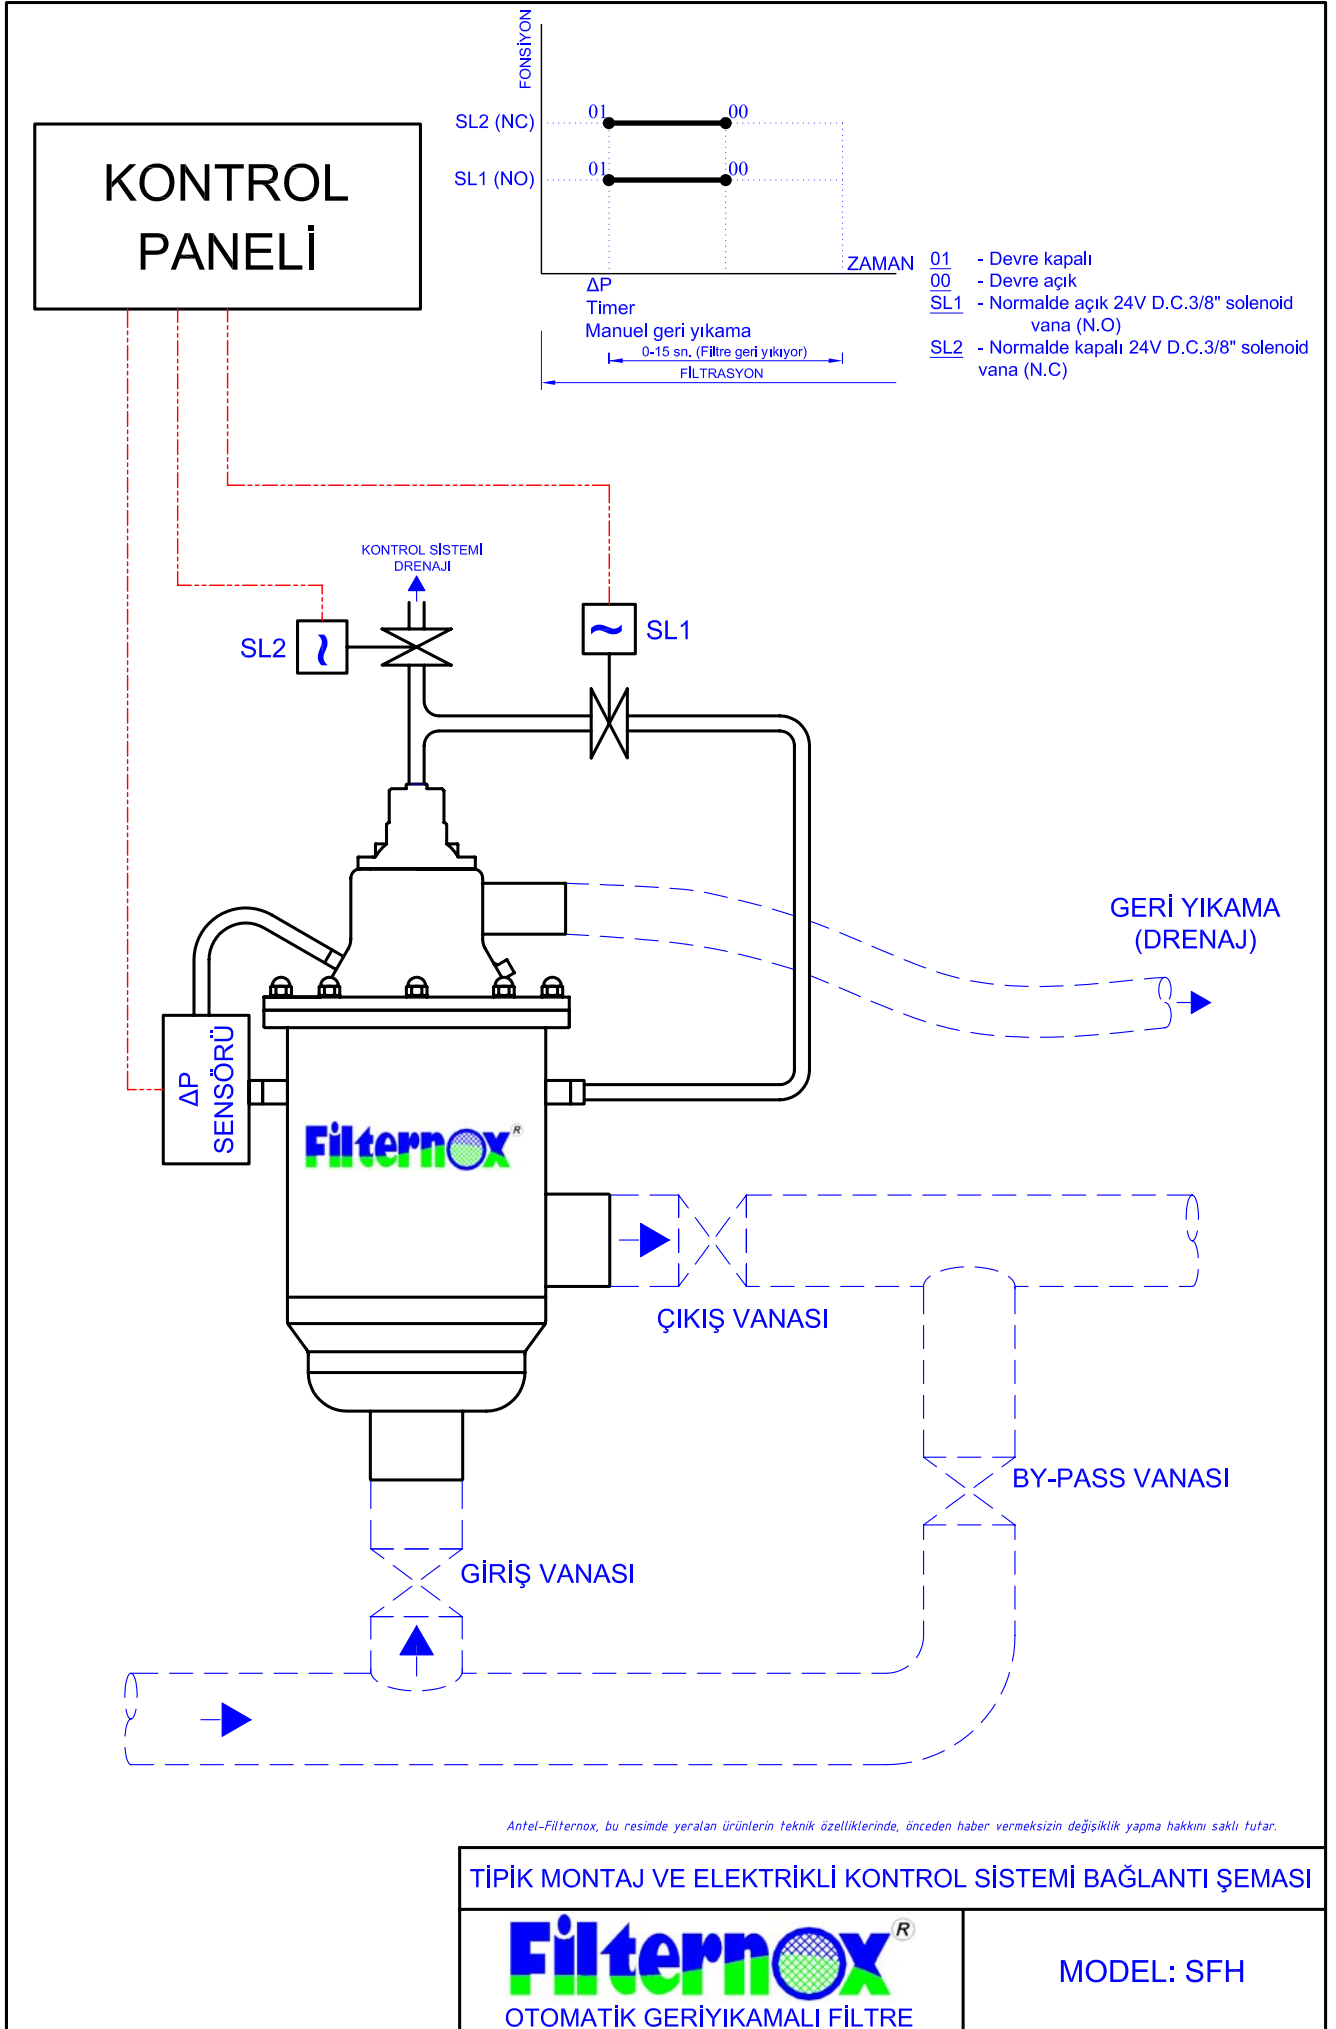 FONSİYON
SL2 (NC)
01
00
SL1 (NO)
01
00
ZAMAN
ΔP
Timer
Manuel geri yıkama
0-15 sn. (Filtre geri yıkıyor)
FİLTRASYON
01 - Devre kapalı
00 - Devre açık
SL1 - Normalde açık 24V D.C.3/8" solenoid
vana (N.O)
SL2 - Normalde kapalı 24V D.C.3/8" solenoid
vana (N.C)
KONTROL
PANELİ
KONTROL SİSTEMİ
DRENAJI
SL2
SL1
GERİ YIKAMA
(DRENAJ)
ΔP
SENSÖRÜ
Filternox®
ÇIKIŞ VANASI
BY-PASS VANASI
GİRİŞ VANASI
Antel-Filternox, bu resimde yeralan ürünlerin teknik özelliklerinde, önceden haber vermeksizin değişiklik yapma hakkını saklı tutar.
TİPİK MONTAJ VE ELEKTRİKLİ KONTROL SİSTEMİ BAĞLANTI ŞEMASI
Filternox®
OTOMATİK GERİYIKAMALI FİLTRE
MODEL: SFH